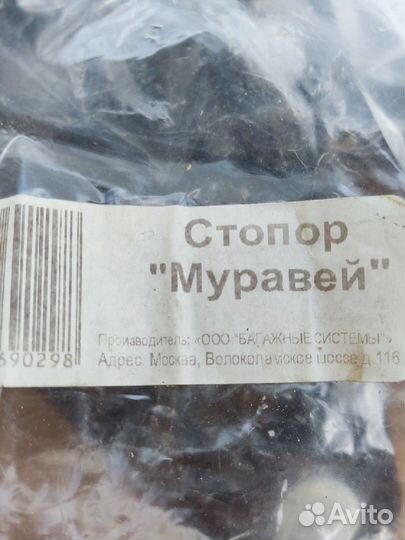 Стопор
"Муравей"
Производитель: «ООО "БАГАЖНЫЕ СИСТЕМЫ"»
690298
Адрес: Москва, Волоколамское шоссе д.116
Avito